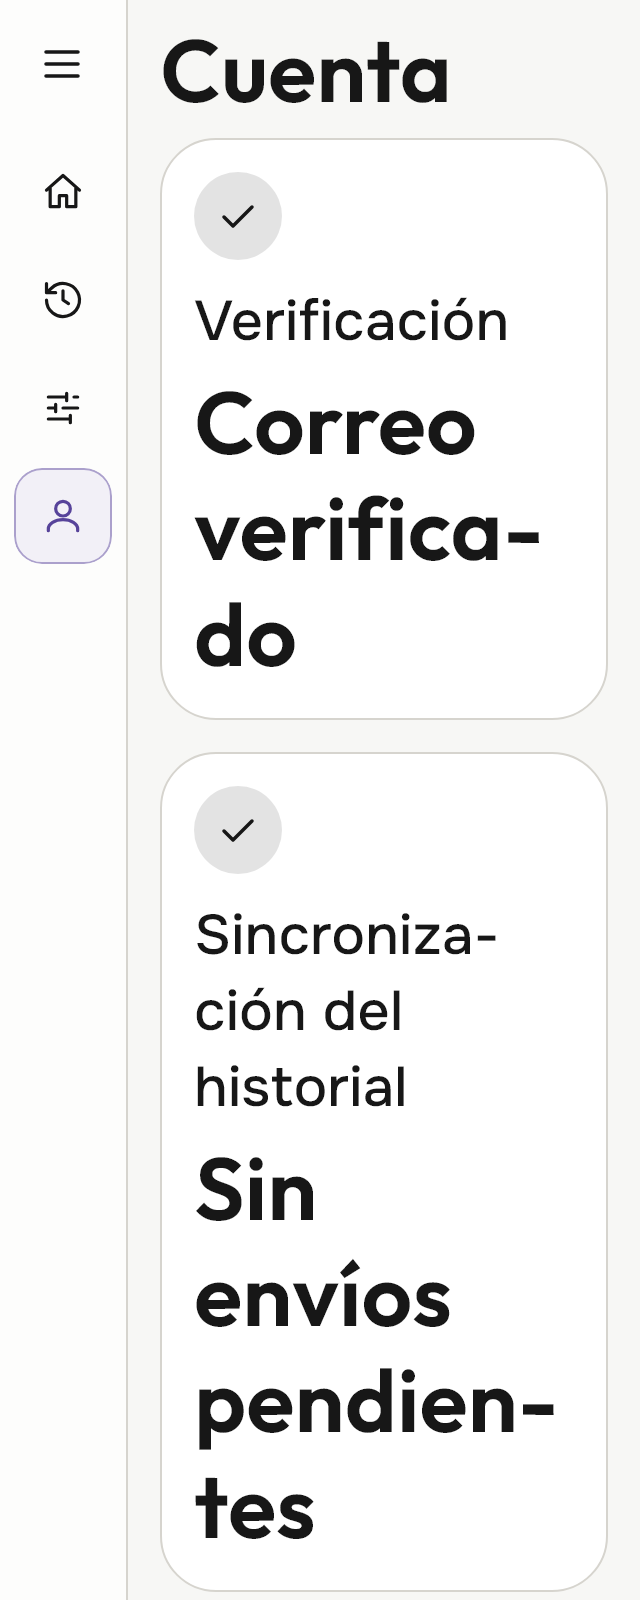 Cuenta
Verificación
Correo
verifica-
do
Sincroniza-
ción del
historial
Sin
envíos
pendien-
tes